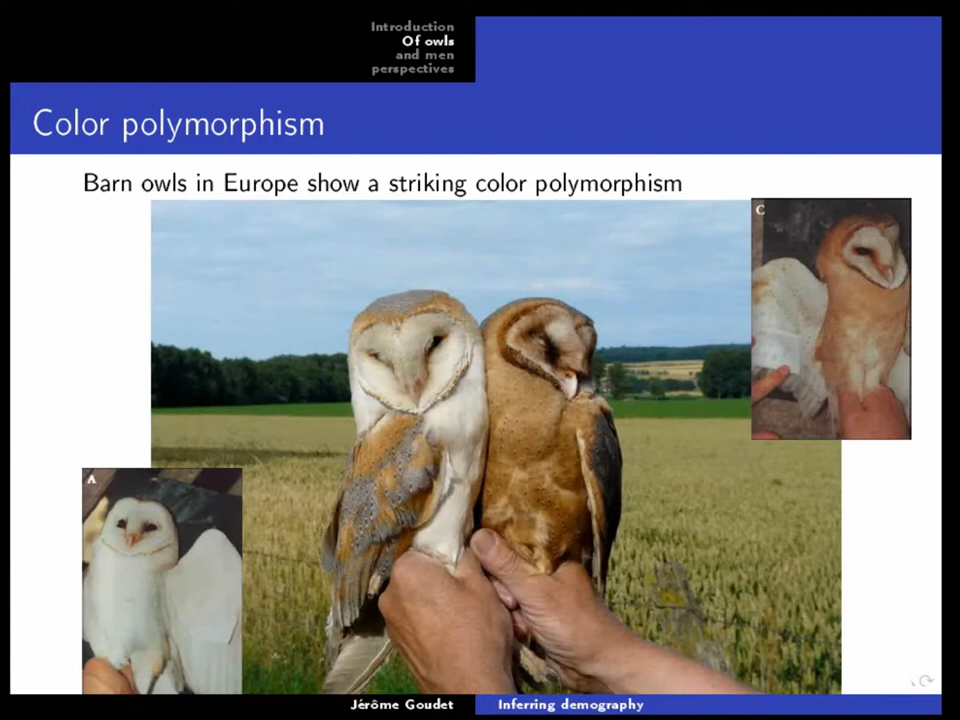 Introduction
Of owls
and men
perspectives
Color polymorphism
Barn owls in Europe show a striking color polymorphism
C
A
Jérôme Goudet
Inferring demography